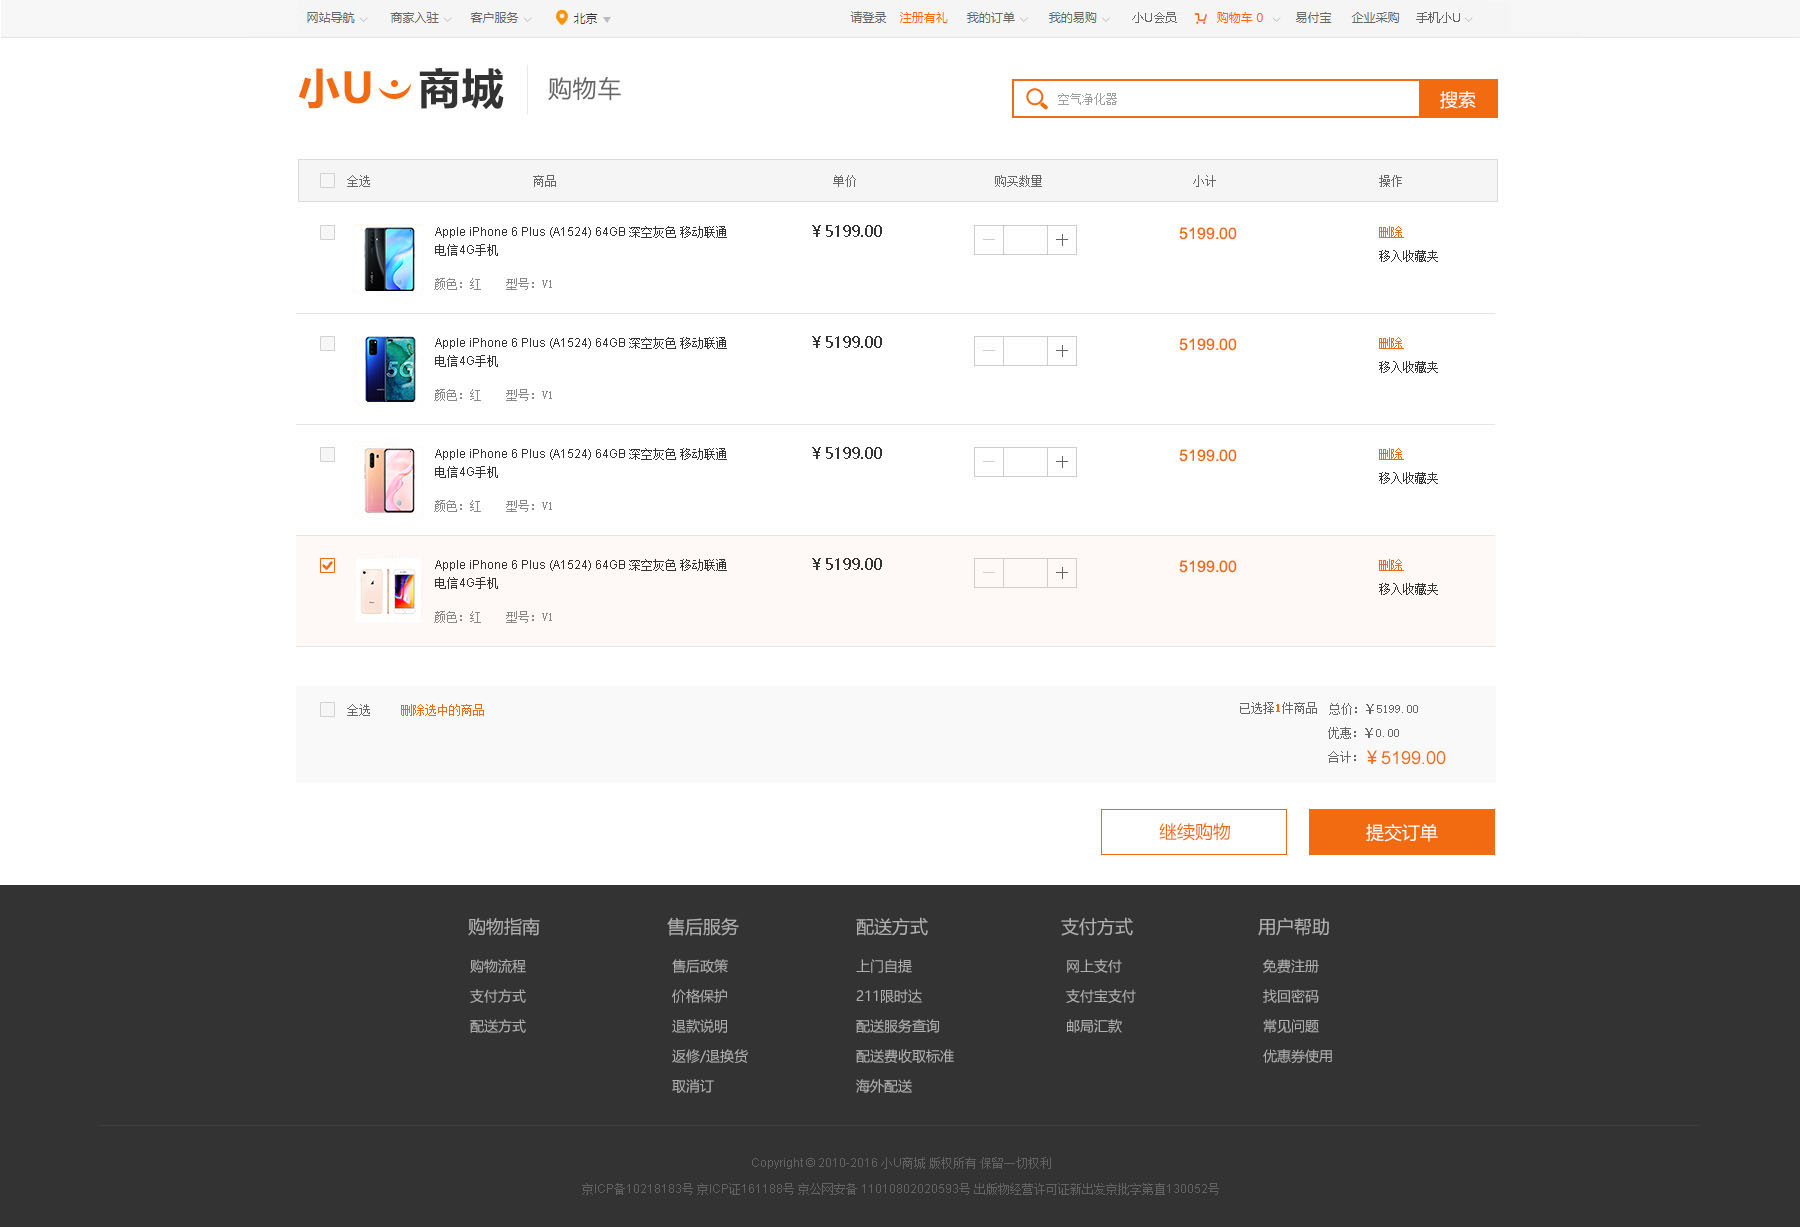 网站导航 商家入驻 客户服务 北京 请登录 注册有礼 我的订单 我的易购 小U会员 购物车 0 易付宝 企业采购 手机小U
小U商城 购物车
空气净化器 搜索
全选 商品 单价 购买数量 小计 操作
Apple iPhone 6 Plus (A1524) 64GB 深空灰色 移动联通 ¥ 5199.00 5199.00 删除
电信4G手机 移入收藏夹
颜色：红 型号：V1
Apple iPhone 6 Plus (A1524) 64GB 深空灰色 移动联通 ¥ 5199.00 5199.00 删除
电信4G手机 移入收藏夹
5G
颜色：红 型号：V1
Apple iPhone 6 Plus (A1524) 64GB 深空灰色 移动联通 ¥ 5199.00 5199.00 删除
电信4G手机 移入收藏夹
颜色：红 型号：V1
Apple iPhone 6 Plus (A1524) 64GB 深空灰色 移动联通 ¥ 5199.00 5199.00 删除
电信4G手机 移入收藏夹
颜色：红 型号：V1
全选 删除选中的商品 已选择1件商品 总价：¥5199.00
优惠：¥0.00
合计：¥ 5199.00
继续购物 提交订单
购物指南 售后服务 配送方式 支付方式 用户帮助
购物流程 售后政策 上门自提 网上支付 免费注册
支付方式 价格保护 211限时达 支付宝支付 找回密码
配送方式 退款说明 配送服务查询 邮局汇款 常见问题
返修/退换货 配送费收取标准 优惠券使用
取消订 海外配送
Copyright © 2010-2016 小U商城 版权所有 保留一切权利
京ICP备10218183号 京ICP证161188号 京公网安备 11010802020593号 出版物经营许可证新出发京批字第直130052号